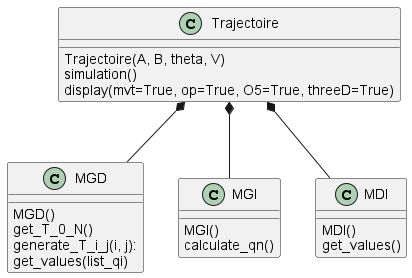 C Trajectoire
Trajectoire(A, B, theta, V)
simulation()
display(mvt=True, op=True, O5=True, threeD=True)
C MGD
MGD()
get_T_0_N()
generate_T_i_j(i, j):
get_values(list_qi)
C MGI
MGI()
calculate_qn()
C MDI
MDI()
get_values()